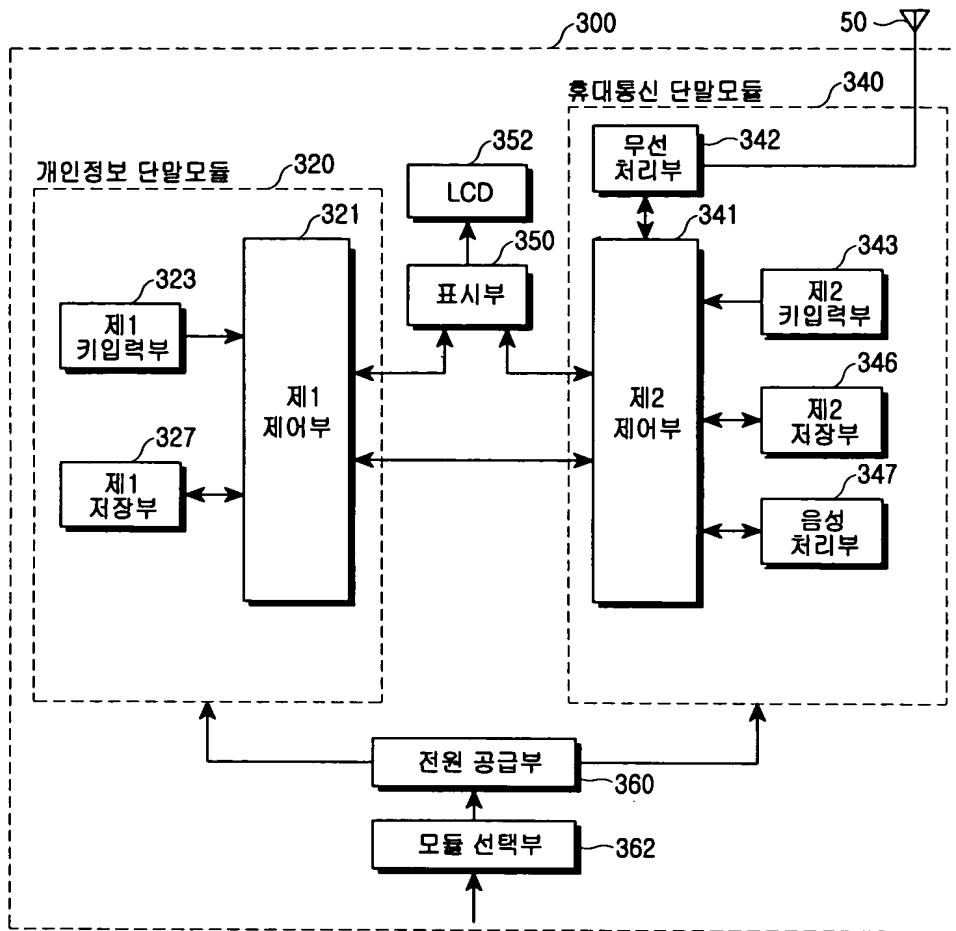 300
50
휴대통신 단말모듈
340
개인정보 단말모듈
320
352
LCD
무선
처리부
342
321
350
표시부
341
323
제1
키입력부
343
제2
키입력부
제1
제어부
제2
제어부
346
제2
저장부
327
제1
저장부
347
음성
처리부
전원 공급부
360
모듈 선택부
362